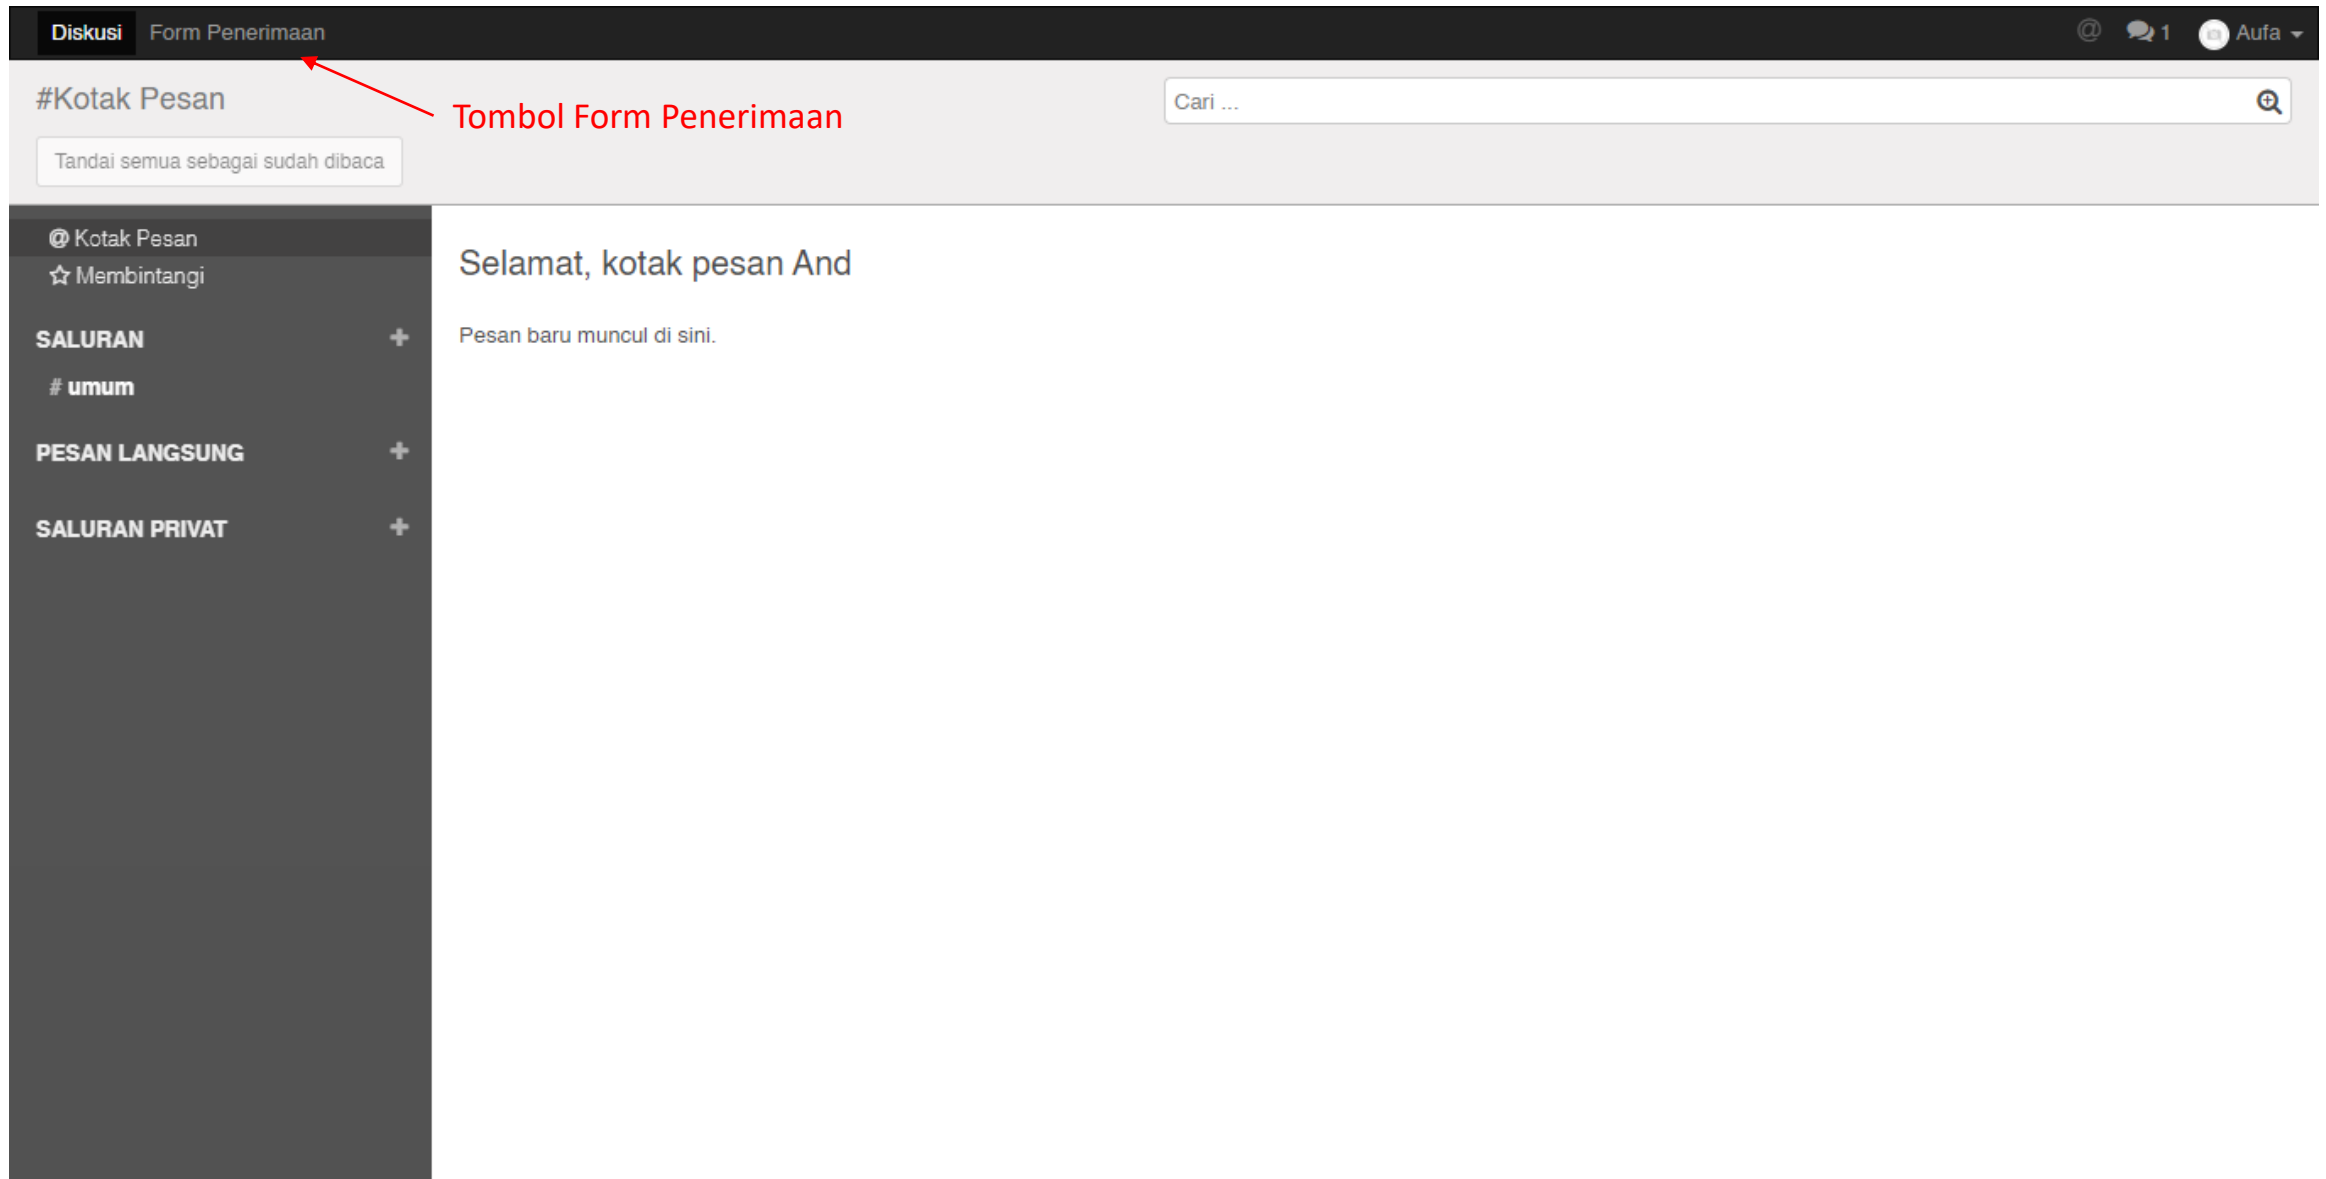 Diskusi Form Penerimaan @ 1 Aufa
#Kotak Pesan
Tombol Form Penerimaan
Cari ...
Tandai semua sebagai sudah dibaca
@ Kotak Pesan
Membintangi
SALURAN +
# umum
PESAN LANGSUNG +
SALURAN PRIVAT +
Selamat, kotak pesan And
Pesan baru muncul di sini.